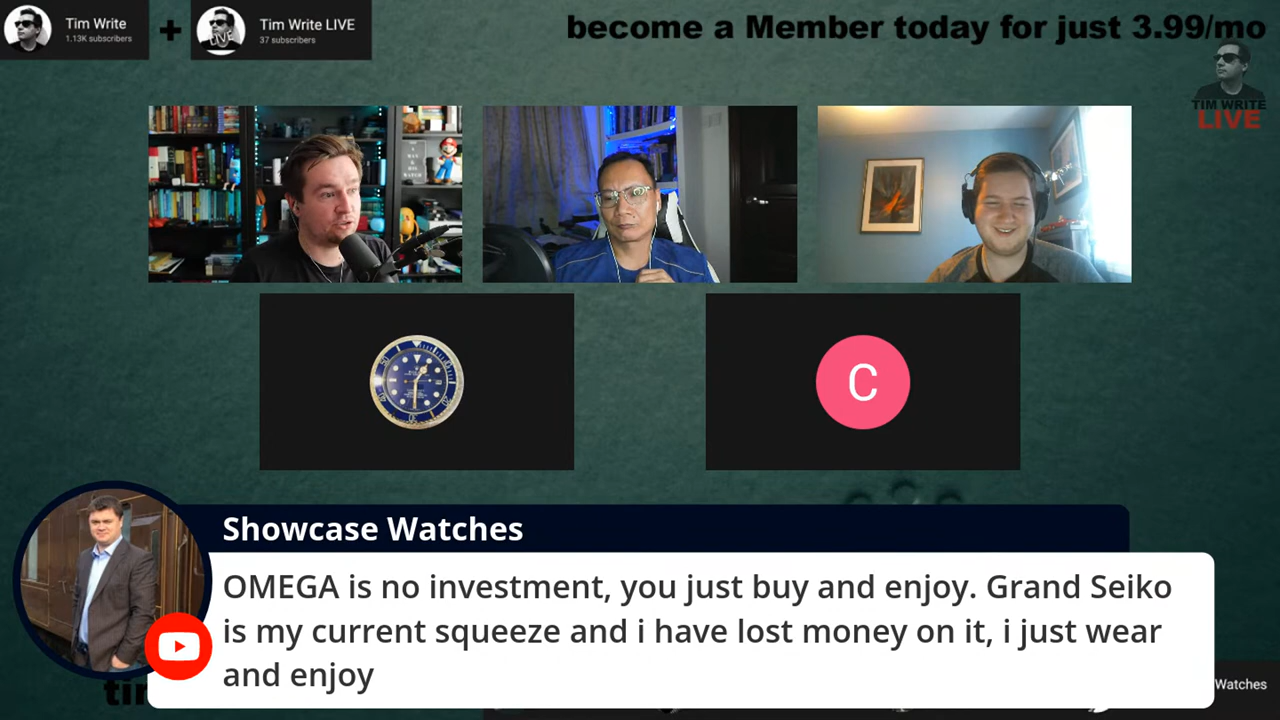 Tim Write
1.13K subscribers
+
Tim Write LIVE
37 subscribers
become a Member today for just 3.99/mo
TIM WRITE
LIVE
C
Showcase Watches
OMEGA is no investment, you just buy and enjoy. Grand Seiko
is my current squeeze and i have lost money on it, i just wear
and enjoy
Watches